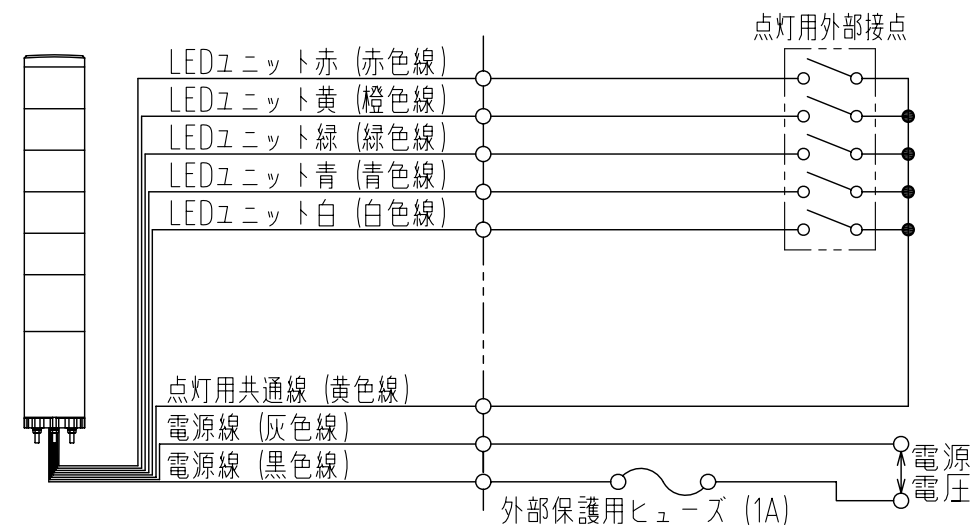 点灯用外部接点
LEDユニット赤 (赤色線)
LEDユニット黄 (橙色線)
LEDユニット緑 (緑色線)
LEDユニット青 (青色線)
LEDユニット白 (白色線)
点灯用共通線 (黄色線)
電源線 (灰色線)
電源線 (黒色線)
電源
電圧
外部保護用ヒューズ (1A)